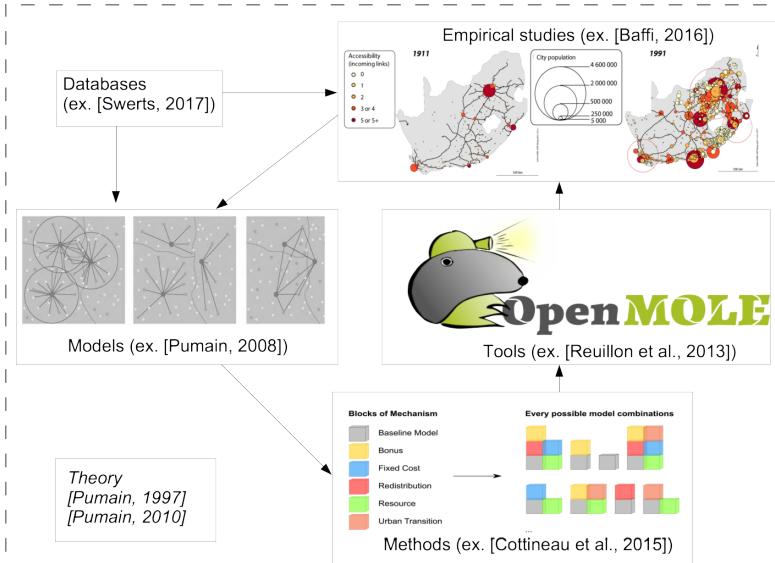 Empirical studies (ex. [Baffi, 2016])
Accessibility
(incoming links)
0
1
2
3 or 4
5 or 5+
1911
City population
4 600 000
2 000 000
500 000
250 000
5 000
1991
Databases
(ex. [Swerts, 2017])
Models (ex. [Pumain, 2008])
OpenMOLE
Tools (ex. [Reuillon et al., 2013])
Blocks of Mechanism
Baseline Model
Bonus
Fixed Cost
Redistribution
Resource
Urban Transition
Every possible model combinations
...
Methods (ex. [Cottineau et al., 2015])
Theory
[Pumain, 1997]
[Pumain, 2010]